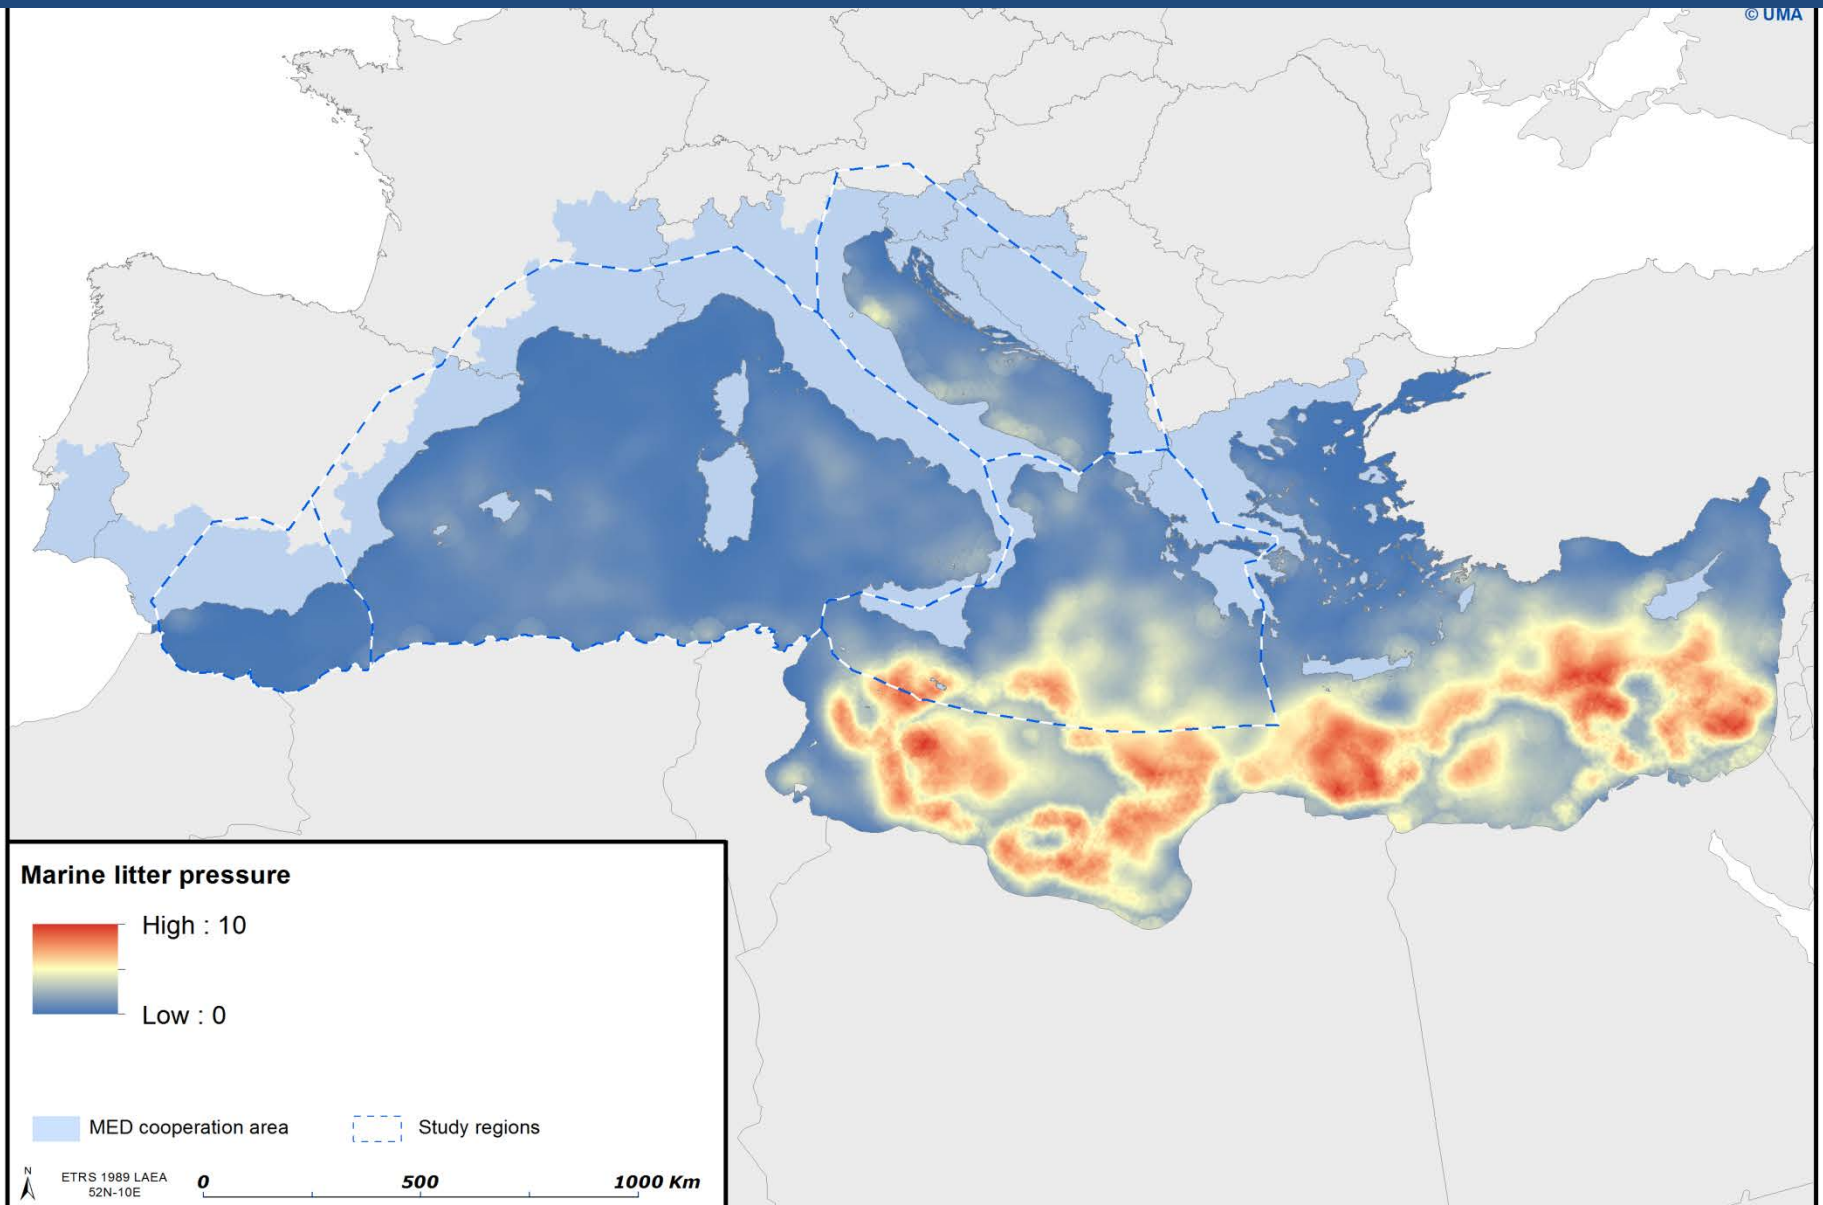 © UMA
Marine litter pressure
High : 10
Low : 0
MED cooperation area
Study regions
N
ETRS 1989 LAEA
52N-10E
0 500 1000 Km